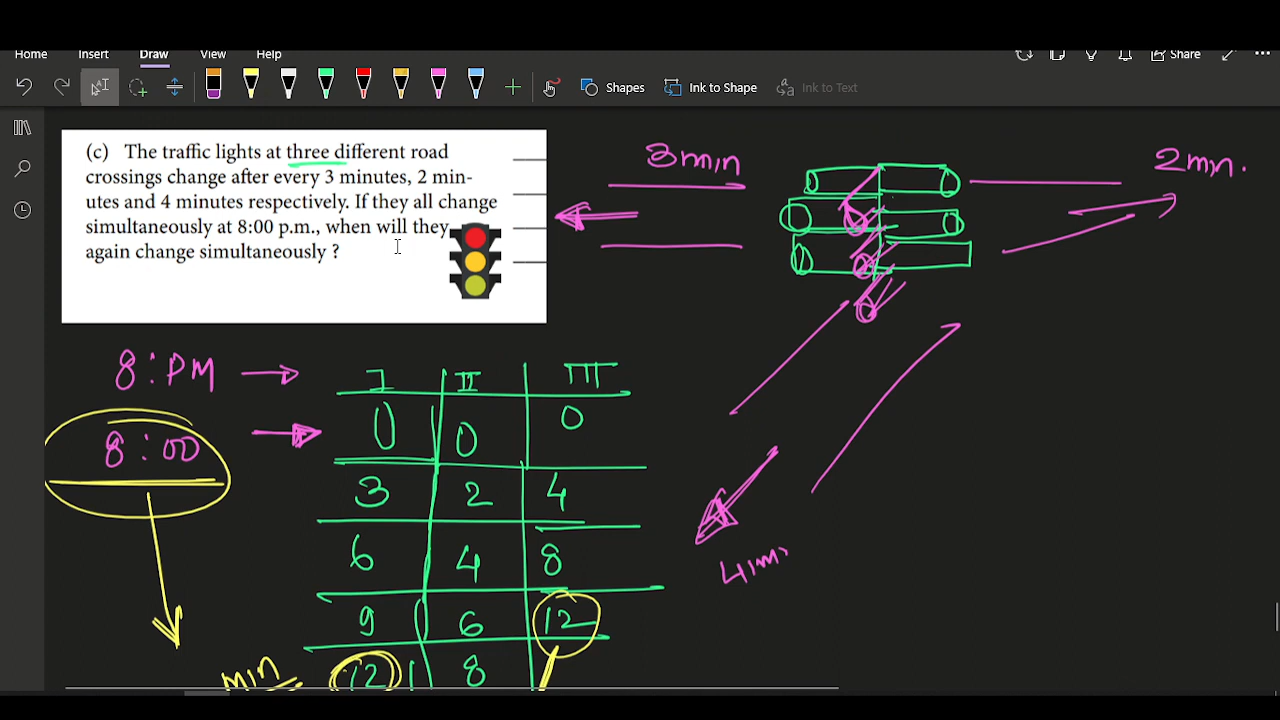 Home Insert Draw View Help Share
Shapes Ink to Shape Ink to Text
(c) The traffic lights at three different road
crossings change after every 3 minutes, 2 min-
utes and 4 minutes respectively. If they all change
simultaneously at 8:00 p.m., when will they
again change simultaneously ?
3min
2min.
4min
8:PM
8:00
I II III
0 0 0
3 2 4
6 4 8
9 6 12
12 8
min